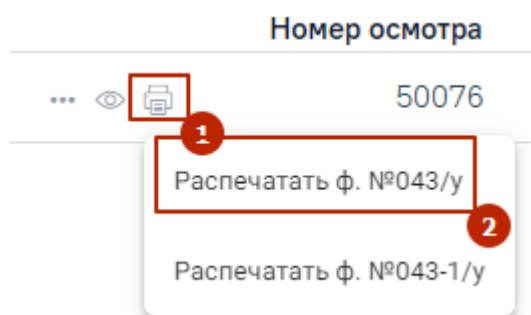 Номер осмотра
50076
1
Распечатать ф. №043/у
2
Распечатать ф. №043-1/у